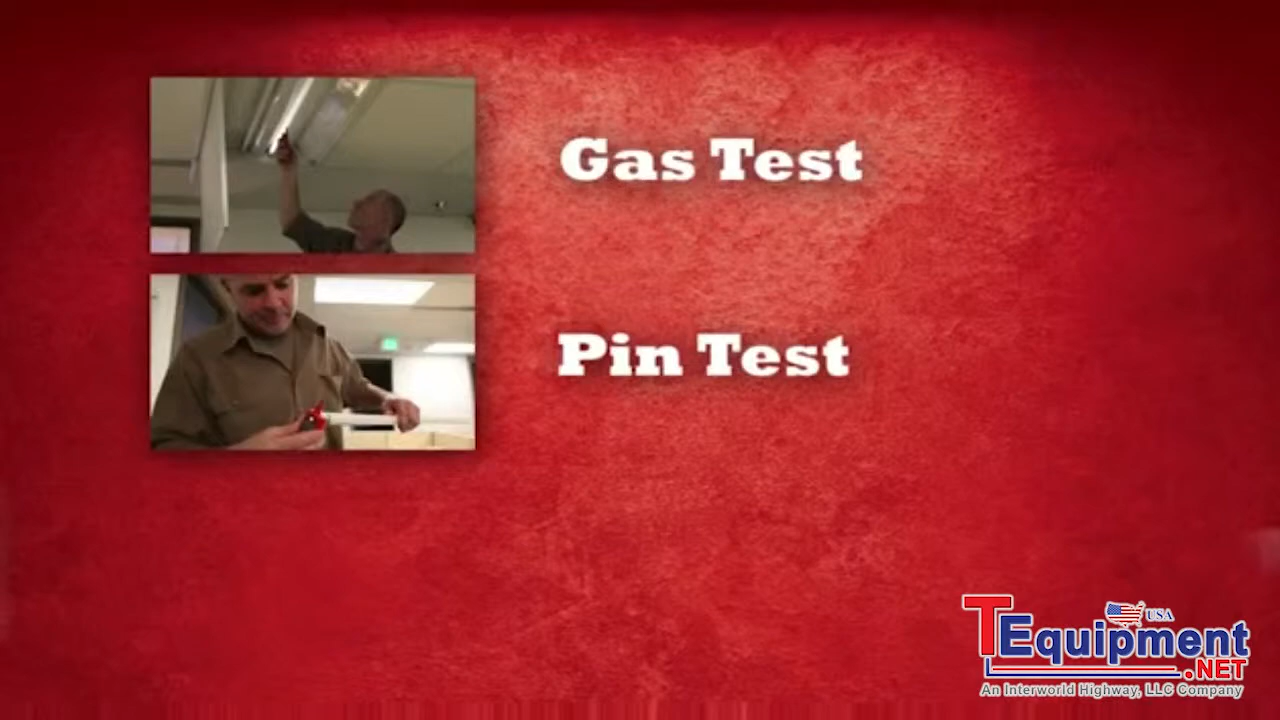 Gas Test
Pin Test
USA
TEquipment
.NET
An Interworld Highway, LLC Company